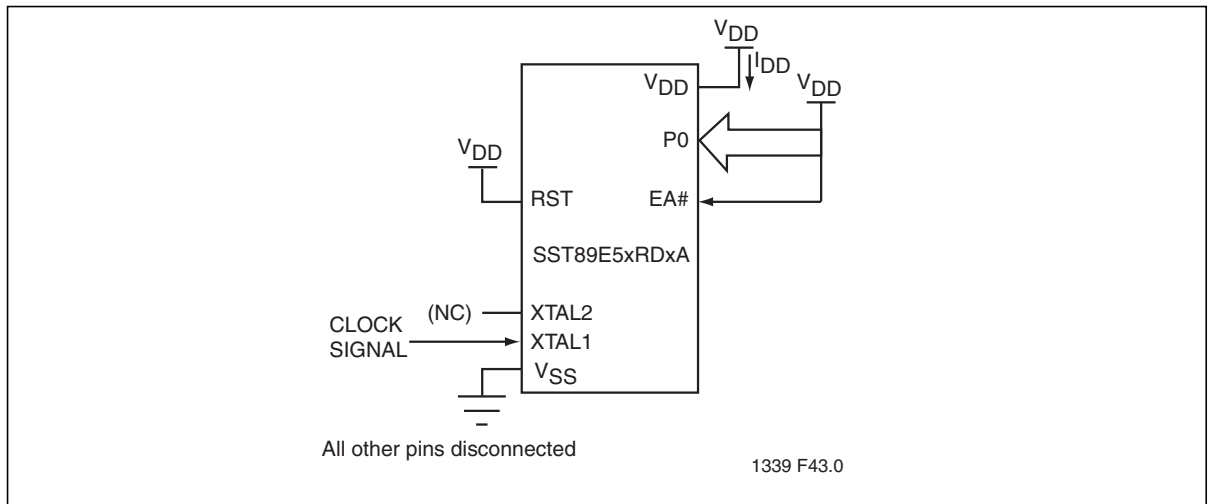 VDD
VDD
IDD
VDD
P0
VDD
RST
EA#
SST89E5xRDxA
(NC)
XTAL2
CLOCK
SIGNAL
XTAL1
VSS
All other pins disconnected
1339 F43.0